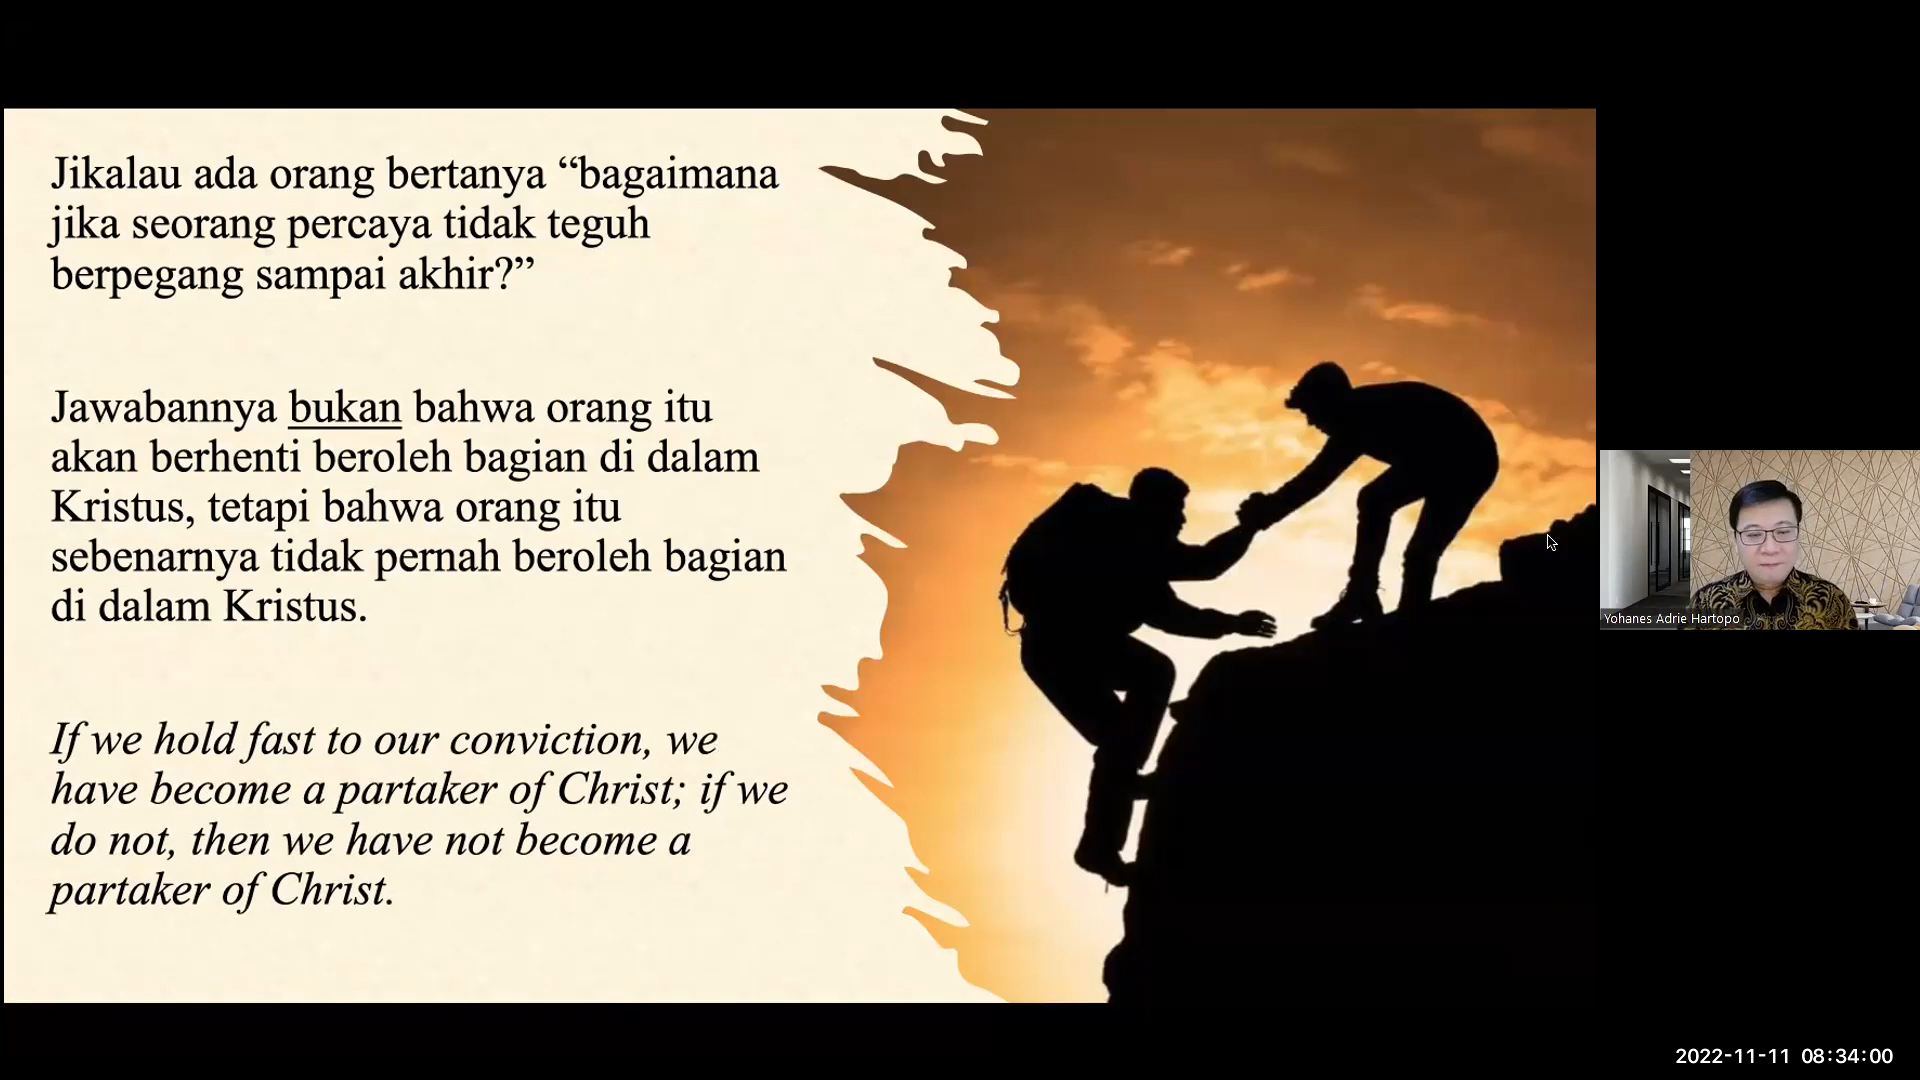 Jikalau ada orang bertanya “bagaimana
jika seorang percaya tidak teguh
berpegang sampai akhir?”
Jawabannya bukan bahwa orang itu
akan berhenti beroleh bagian di dalam
Kristus, tetapi bahwa orang itu
sebenarnya tidak pernah beroleh bagian
di dalam Kristus.
If we hold fast to our conviction, we
have become a partaker of Christ; if we
do not, then we have not become a
partaker of Christ.
Yohanes Adrie Hartopo
2022-11-11 08:34:00